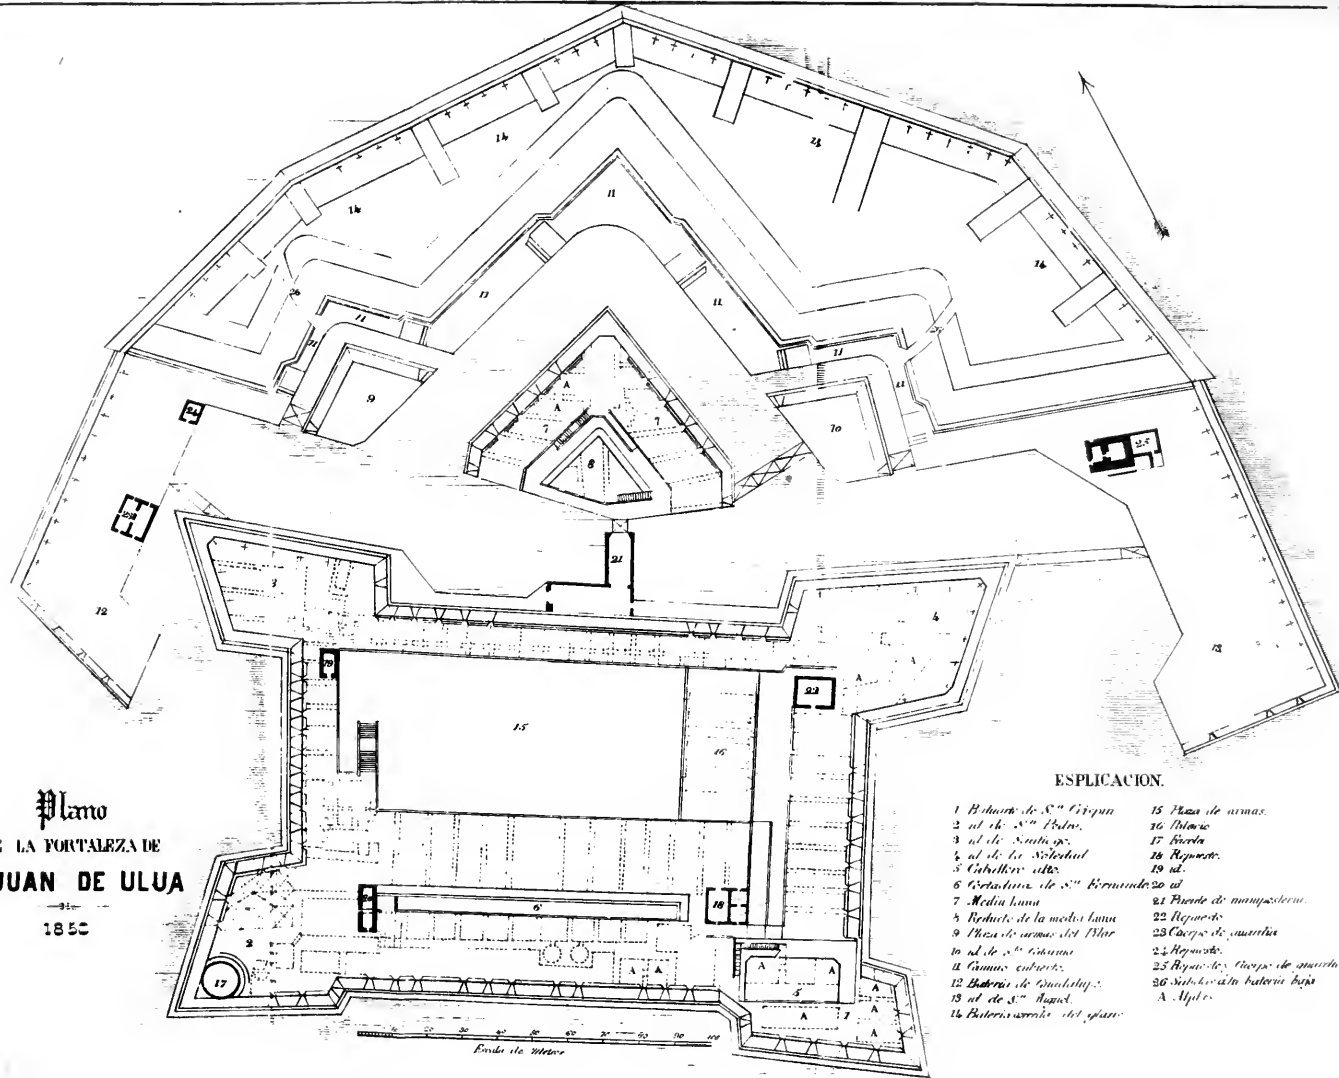 Plano
LA FORTALEZA DE
JUAN DE ULUA
ESPLICACION.
1 Baluarte de Sn Crispin
2 id de Sn Pedro.
3 id de Santiago.
4 id de la Soledad
5 Caballero alto.
6 Cortadura de Sn Fernando
7 Media luna
8 Reducto de la media luna
9 Plaza de armas del Pilar
10 id de Sta Catarina
11 Camino cubierto.
12 Bateria de Guadalupe.
13 id de Sn Miguel.
14 Bateria del glacis
15 Plaza de armas.
16 Palacio
17 Farola
18 Repuesto.
19 id.
20 id
21 Puente de mamposteria.
22 Repuesto
23 Cuerpo de guardia
24 Repuesto.
25 Repuesto y Cuerpo de guardia
26 Subidas a la bateria baja
A Aljibe
Escala de Metros